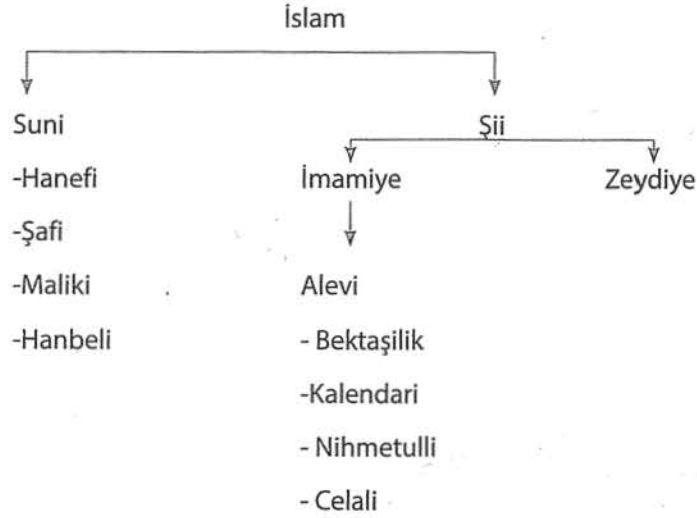 İslam
Suni Şii
-Hanefi İmamiye Zeydiye
-Şafi
-Maliki Alevi
-Hanbeli - Bektaşilik
-Kalendari
- Nihmetulli
- Celali